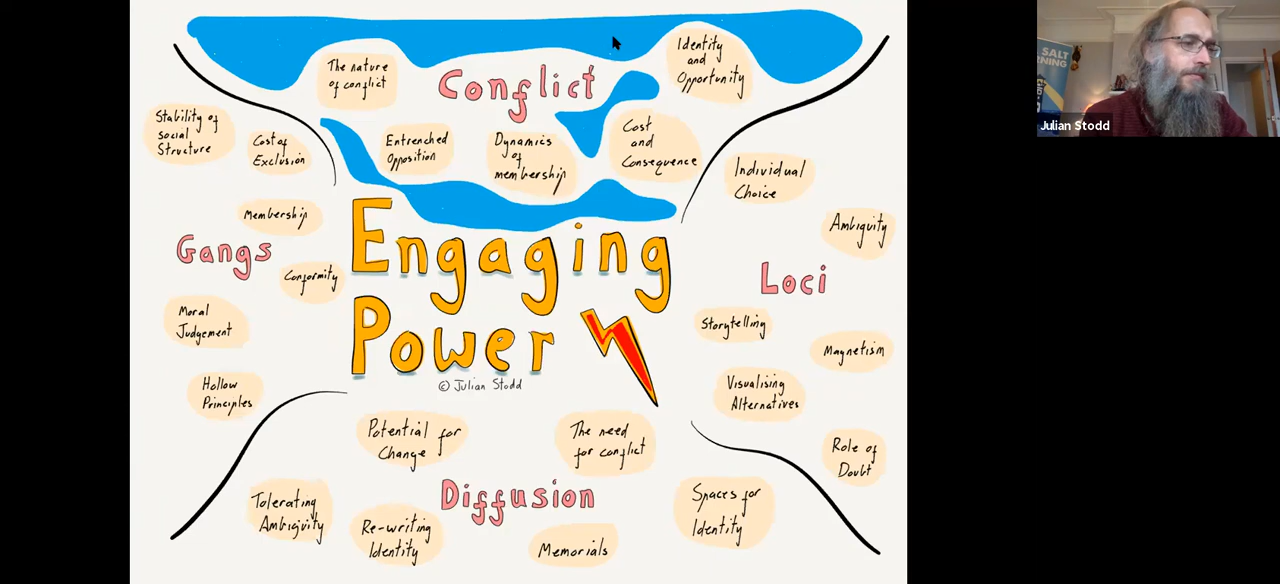 The nature
of conflict
Conflict
Identity
and
Opportunity
Entrenched
Opposition
Dynamics
of
membership
Cost
and
Consequence
Stability of
social
Structure
Cost of
Exclusion
Membership
Gangs
Conformity
Moral
Judgement
Hollow
Principles
Engaging
Power
© Julian Stodd
Individual
Choice
Ambiguity
Loci
Storytelling
Magnetism
Visualising
Alternatives
Role of
Doubt
Potential for
Change
The need
for conflict
Diffusion
Tolerating
Ambiguity
Re-writing
Identity
Memorials
Spaces for
Identity
SALT
Julian Stodd